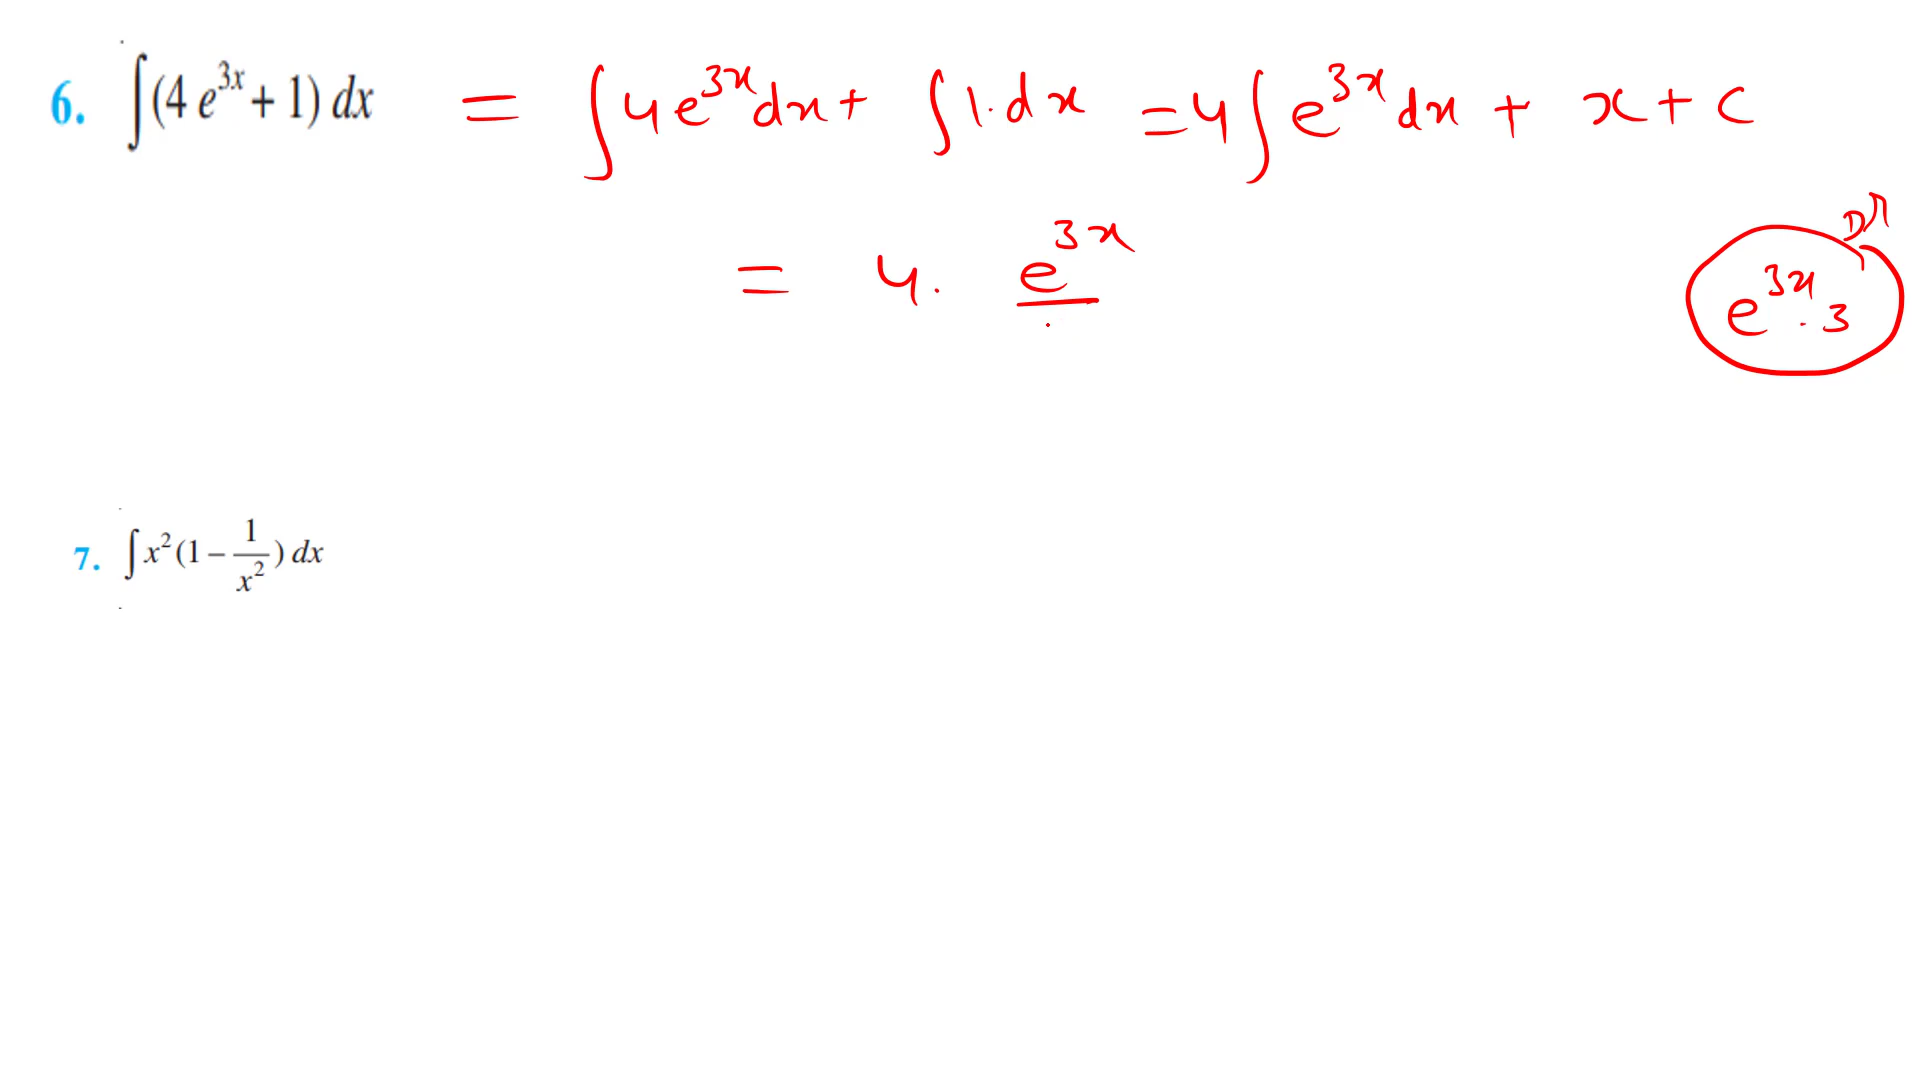 6. ∫(4 e^{3x} + 1) dx = ∫4e^{3x}dx + ∫1.dx = 4∫e^{3x}dx + x + c
= 4. e^{3x}
e^{3x}.3
7. ∫x²(1 – 1/x²) dx